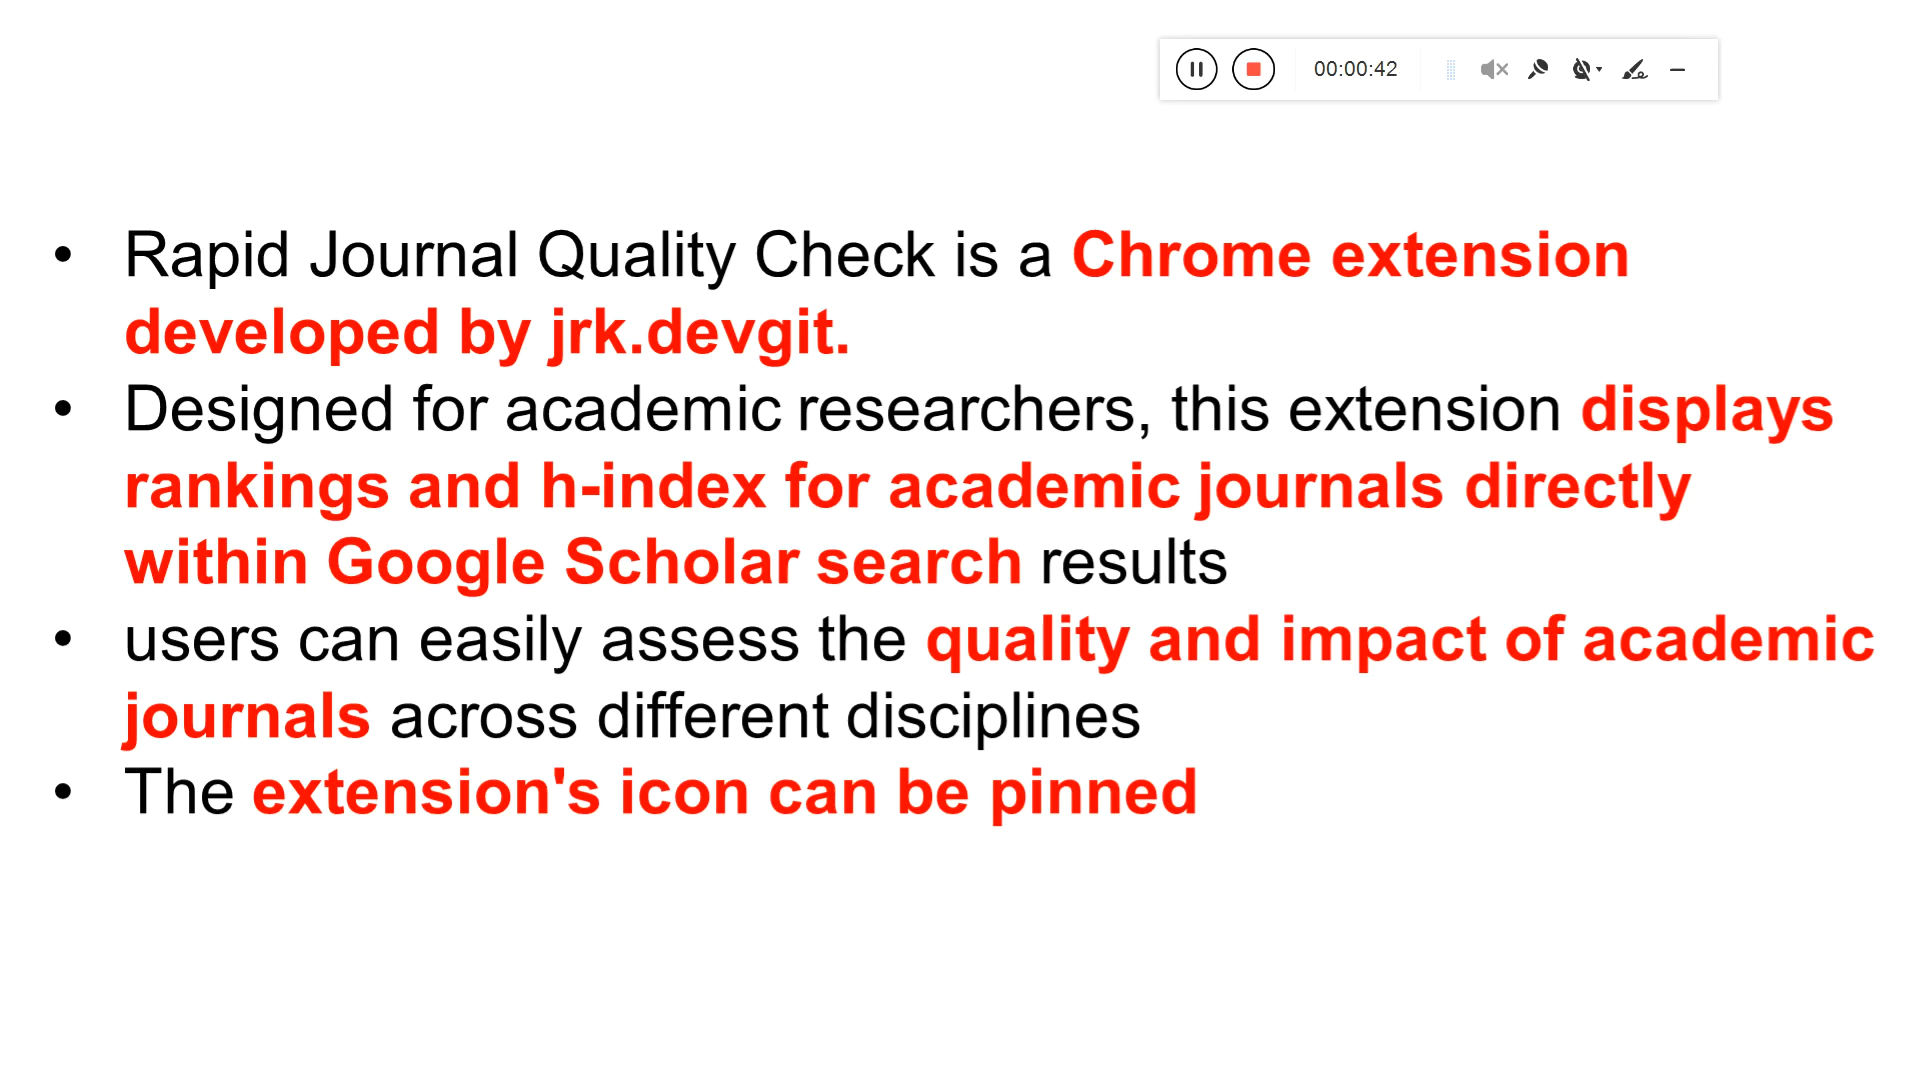 00:00:42
• Rapid Journal Quality Check is a Chrome extension
developed by jrk.devgit.
• Designed for academic researchers, this extension displays
rankings and h-index for academic journals directly
within Google Scholar search results
• users can easily assess the quality and impact of academic
journals across different disciplines
• The extension's icon can be pinned